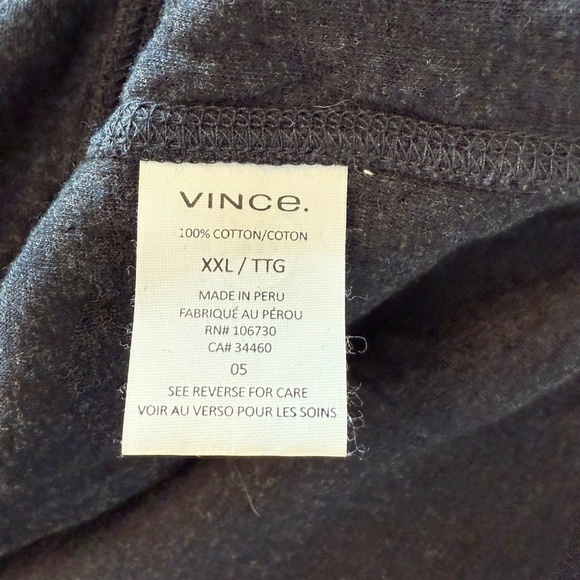 VINCe.
100% COTTON/COTON
XXL / TTG
MADE IN PERU
FABRIQUÉ AU PÉROU
RN# 106730
CA# 34460
05
SEE REVERSE FOR CARE
VOIR AU VERSO POUR LES SOINS